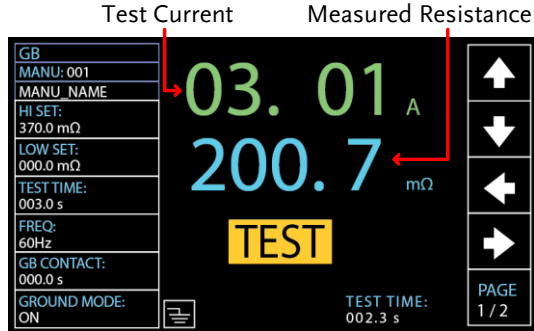 Test Current Measured Resistance
GB
MANU: 001
MANU_NAME
HI SET:
370.0 mΩ
LOW SET:
000.0 mΩ
TEST TIME:
003.0 s
FREQ:
60Hz
GB CONTACT:
000.0 s
GROUND MODE:
ON
03. 01 A
200. 7 mΩ
TEST
TEST TIME:
002.3 s
PAGE
1 / 2